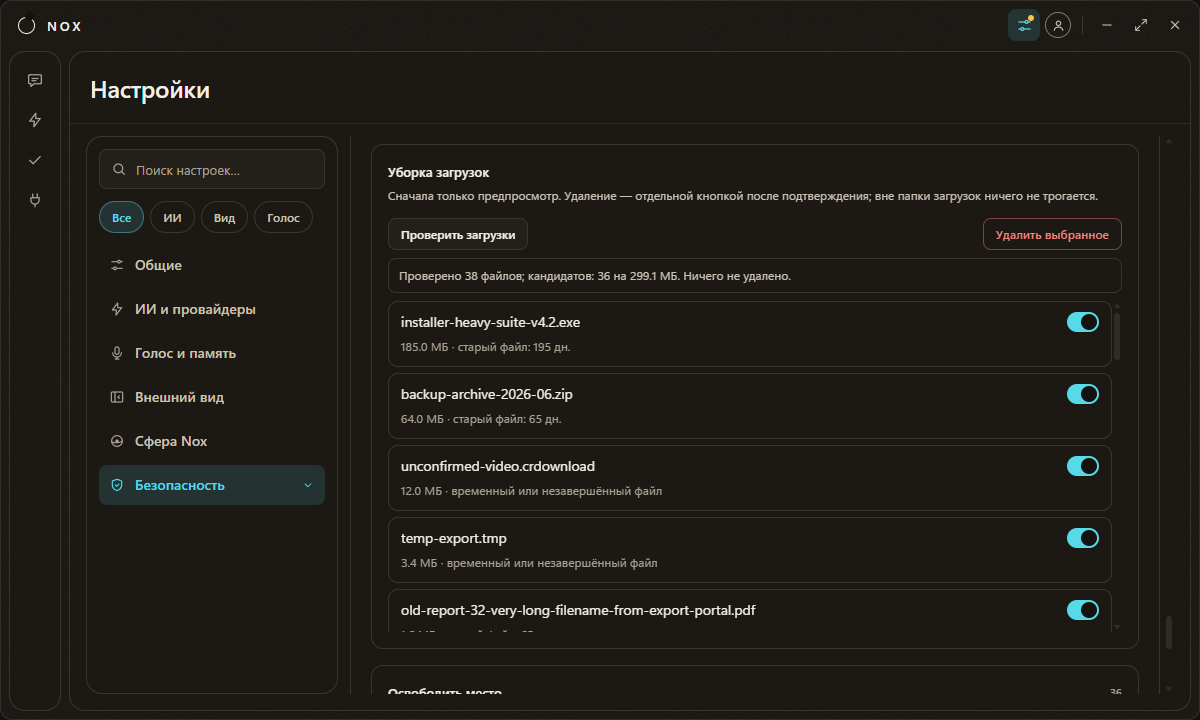 NOX
Настройки
Поиск настроек...
Все
ИИ
Вид
Голос
Общие
ИИ и провайдеры
Голос и память
Внешний вид
Сфера Nox
Безопасность
Уборка загрузок
Сначала только предпросмотр. Удаление — отдельной кнопкой после подтверждения; вне папки загрузок ничего не трогается.
Проверить загрузки
Удалить выбранное
Проверено 38 файлов; кандидатов: 36 на 299.1 МБ. Ничего не удалено.
installer-heavy-suite-v4.2.exe
185.0 МБ · старый файл: 195 дн.
backup-archive-2026-06.zip
64.0 МБ · старый файл: 65 дн.
unconfirmed-video.crdownload
12.0 МБ · временный или незавершённый файл
temp-export.tmp
3.4 МБ · временный или незавершённый файл
old-report-32-very-long-filename-from-export-portal.pdf
Освободить место
36